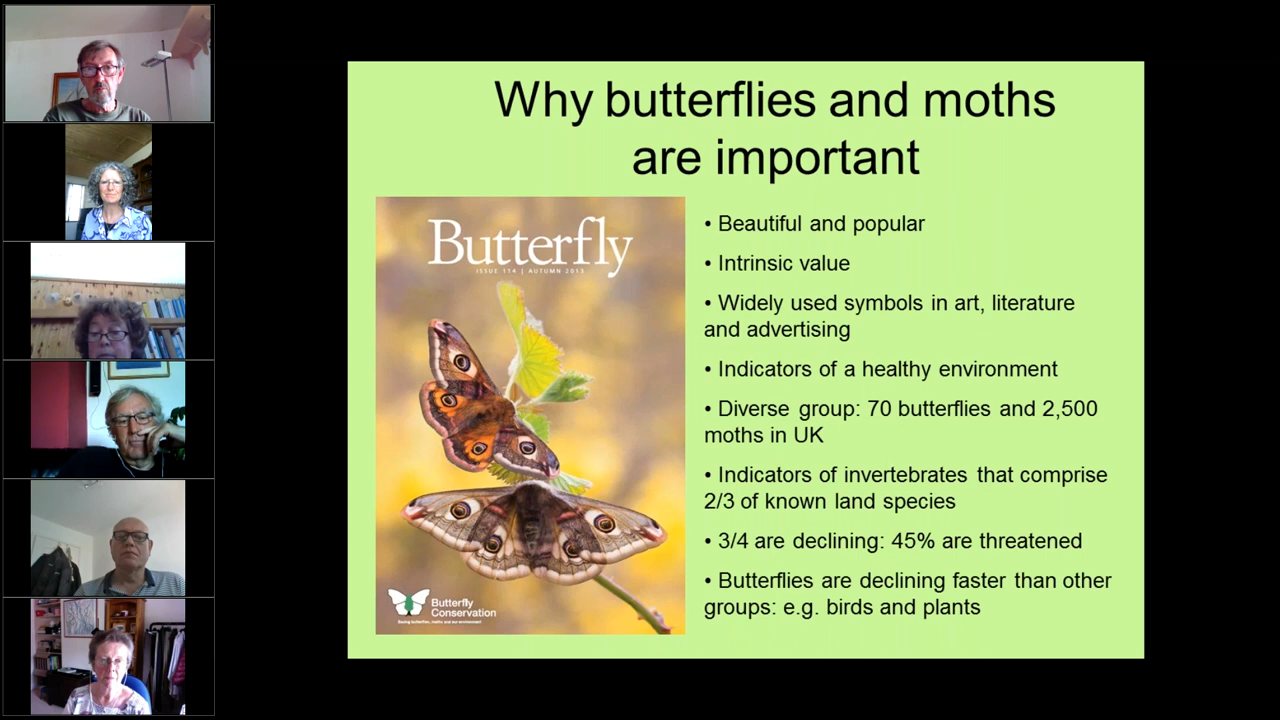 Why butterflies and moths
are important
Butterfly
ISSUE 114 | AUTUMN 2013
Butterfly
Conservation
Saving butterflies, moths and our environment
• Beautiful and popular
• Intrinsic value
• Widely used symbols in art, literature
and advertising
• Indicators of a healthy environment
• Diverse group: 70 butterflies and 2,500
moths in UK
• Indicators of invertebrates that comprise
2/3 of known land species
• 3/4 are declining: 45% are threatened
• Butterflies are declining faster than other
groups: e.g. birds and plants